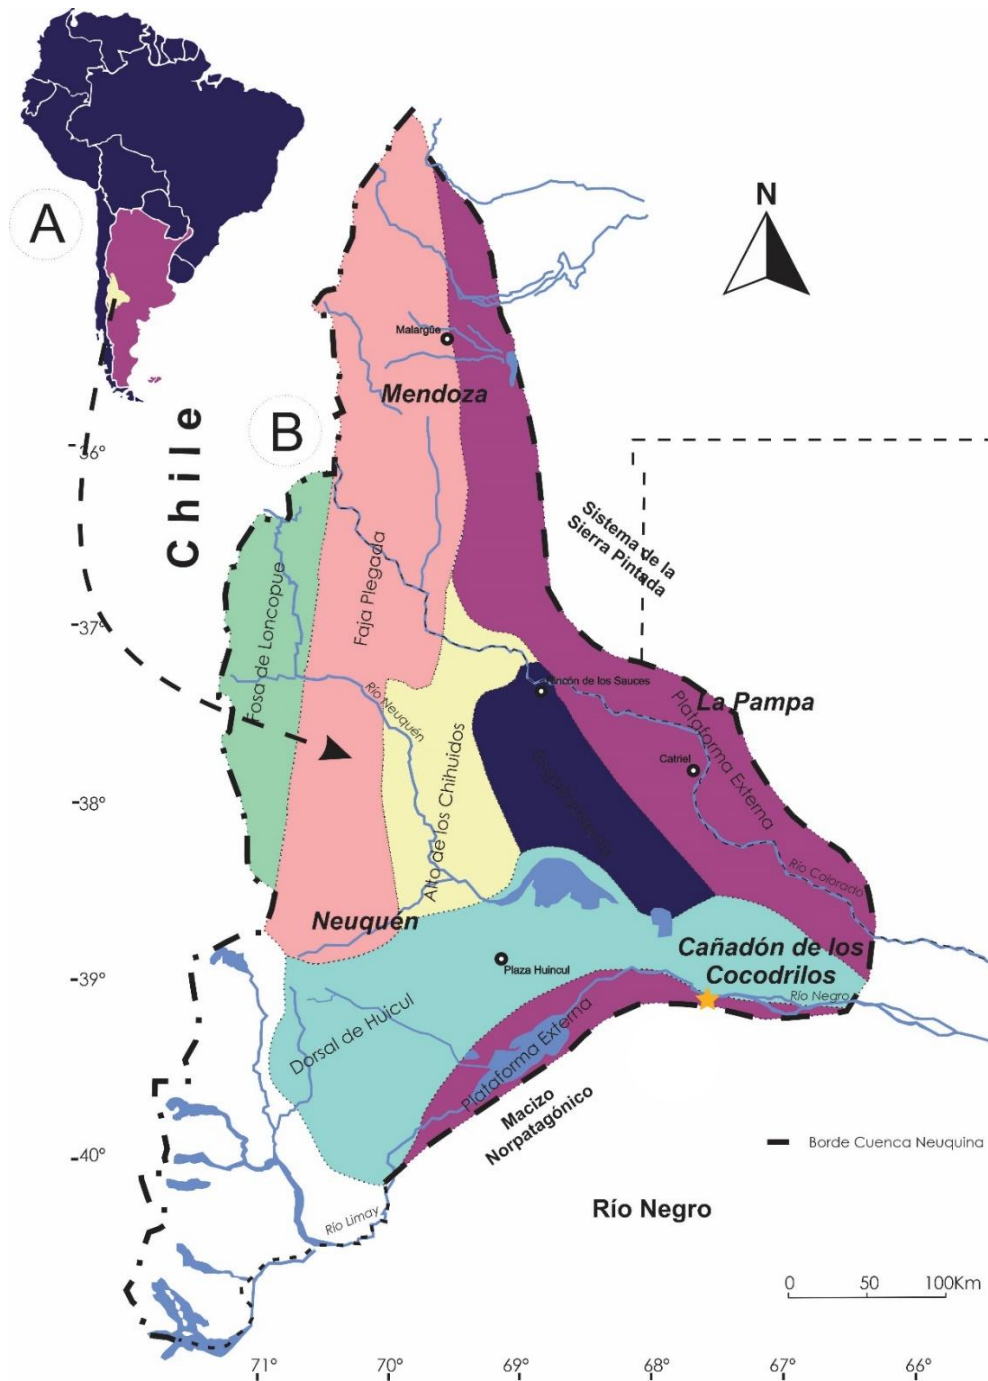 A
N
Malargüe
Mendoza
B
-36°
Chile
Sistema de la
Sierra Pintada
Faja Plegada
Fosa de Loncopue
-37°
Rincón de los Sauces
Río Neuquén
La Pampa
Plataforma Externa
Catriel
Alto de los Chihuidos
-38°
Río Colorado
Neuquén
Cañadón de los
Cocodrilos
Plaza Huincul
-39°
Río Negro
Dorsal de Huicul
Plataforma Externa
Macizo
Norpatagónico
Borde Cuenca Neuquina
-40°
Río Negro
Río Limay
0 50 100Km
71° 70° 69° 68° 67° 66°